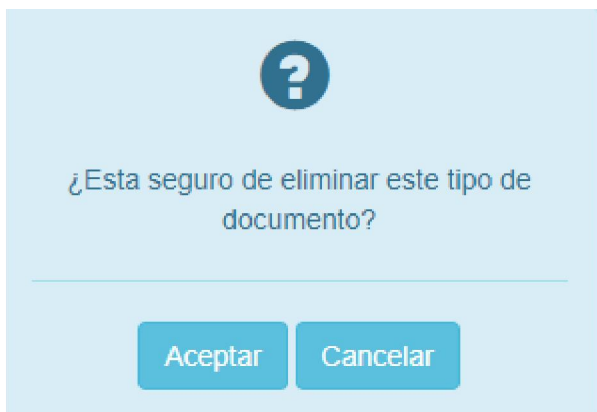 ¿Esta seguro de eliminar este tipo de
documento?
Aceptar Cancelar